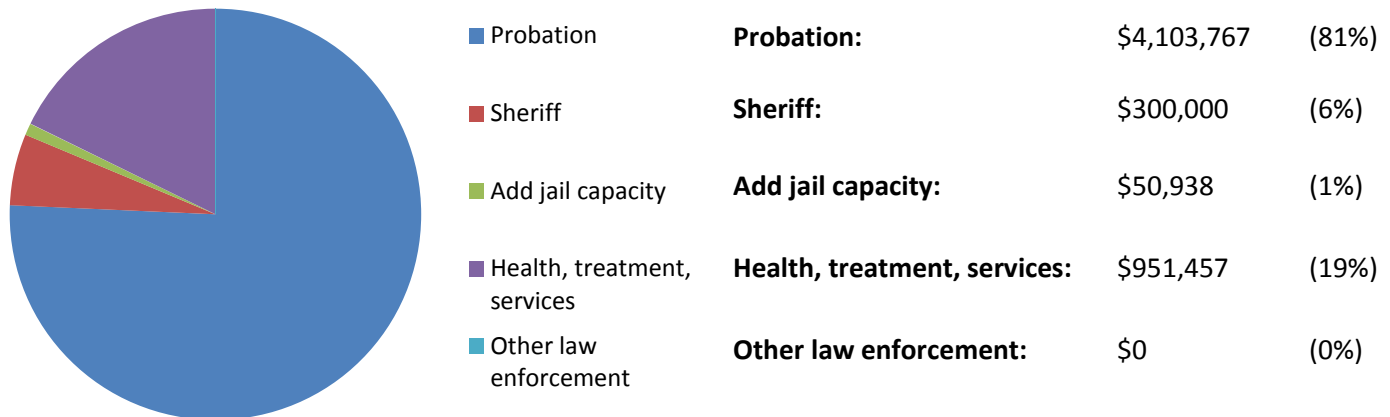 Probation
Sheriff
Add jail capacity
Health, treatment,
services
Other law
enforcement
Probation: $4,103,767 (81%)
Sheriff: $300,000 (6%)
Add jail capacity: $50,938 (1%)
Health, treatment, services: $951,457 (19%)
Other law enforcement: $0 (0%)